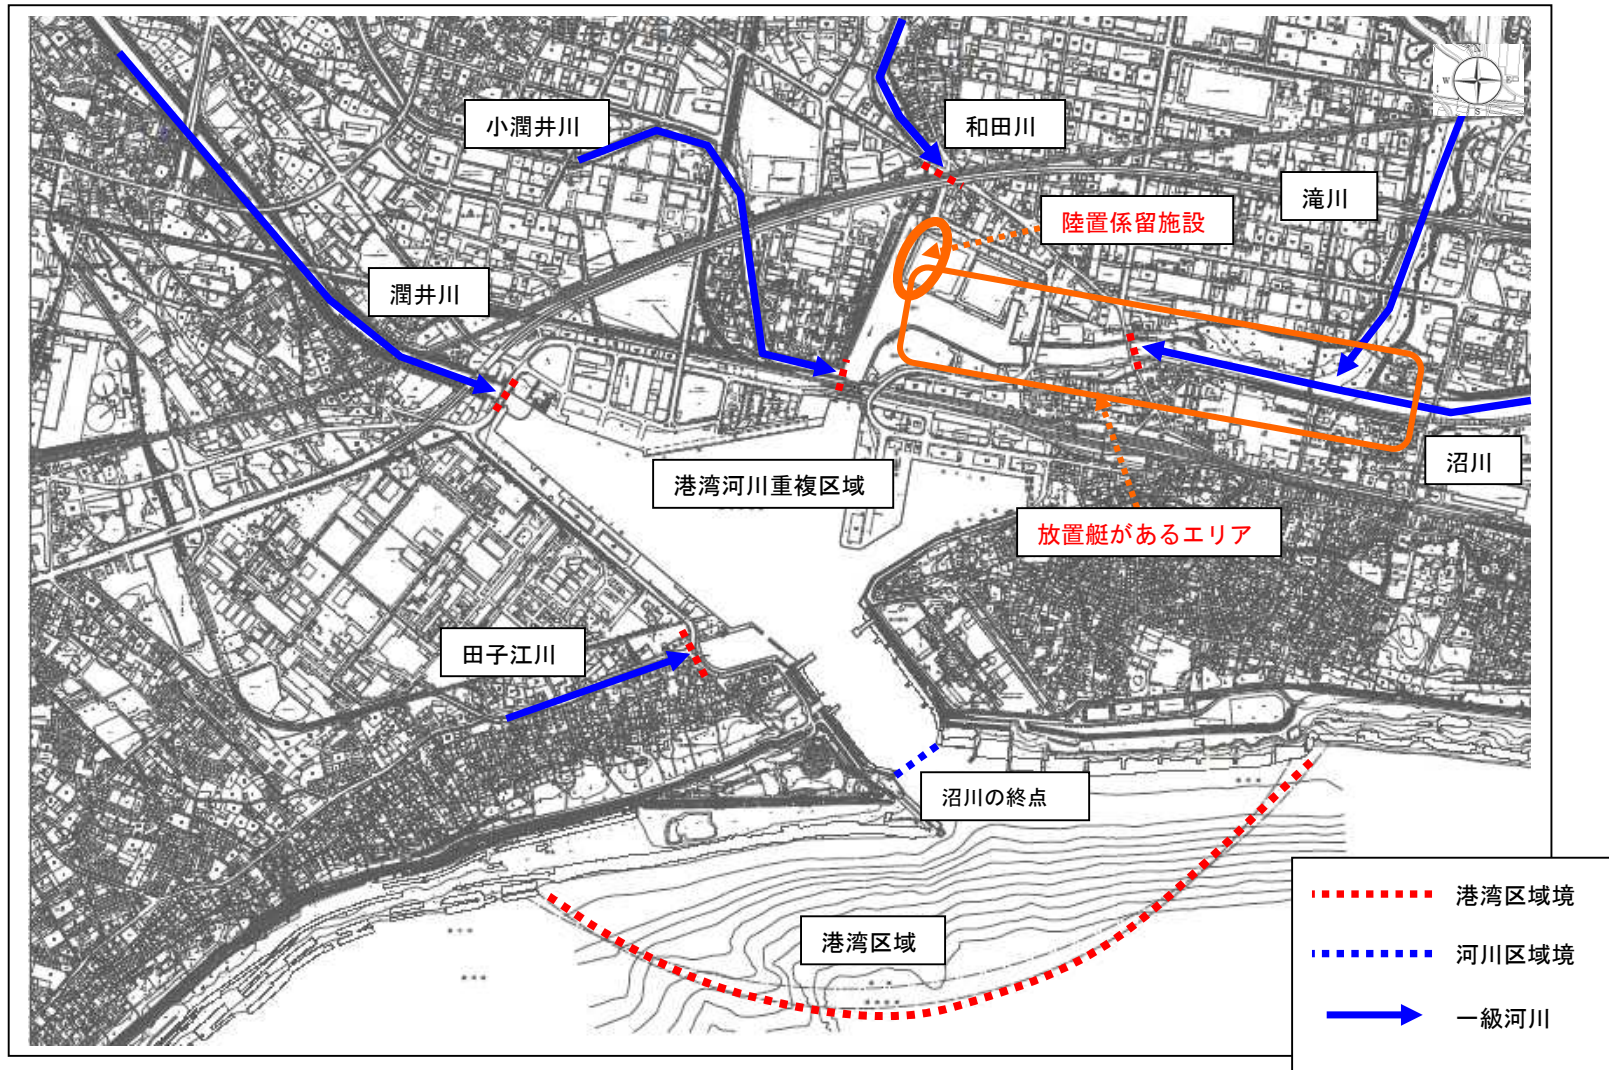 小潤井川
和田川
滝川
陸置係留施設
潤井川
沼川
港湾河川重複区域
放置艇があるエリア
田子江川
沼川の終点
港湾区域
港湾区域境
河川区域境
一級河川
N
W
E
S